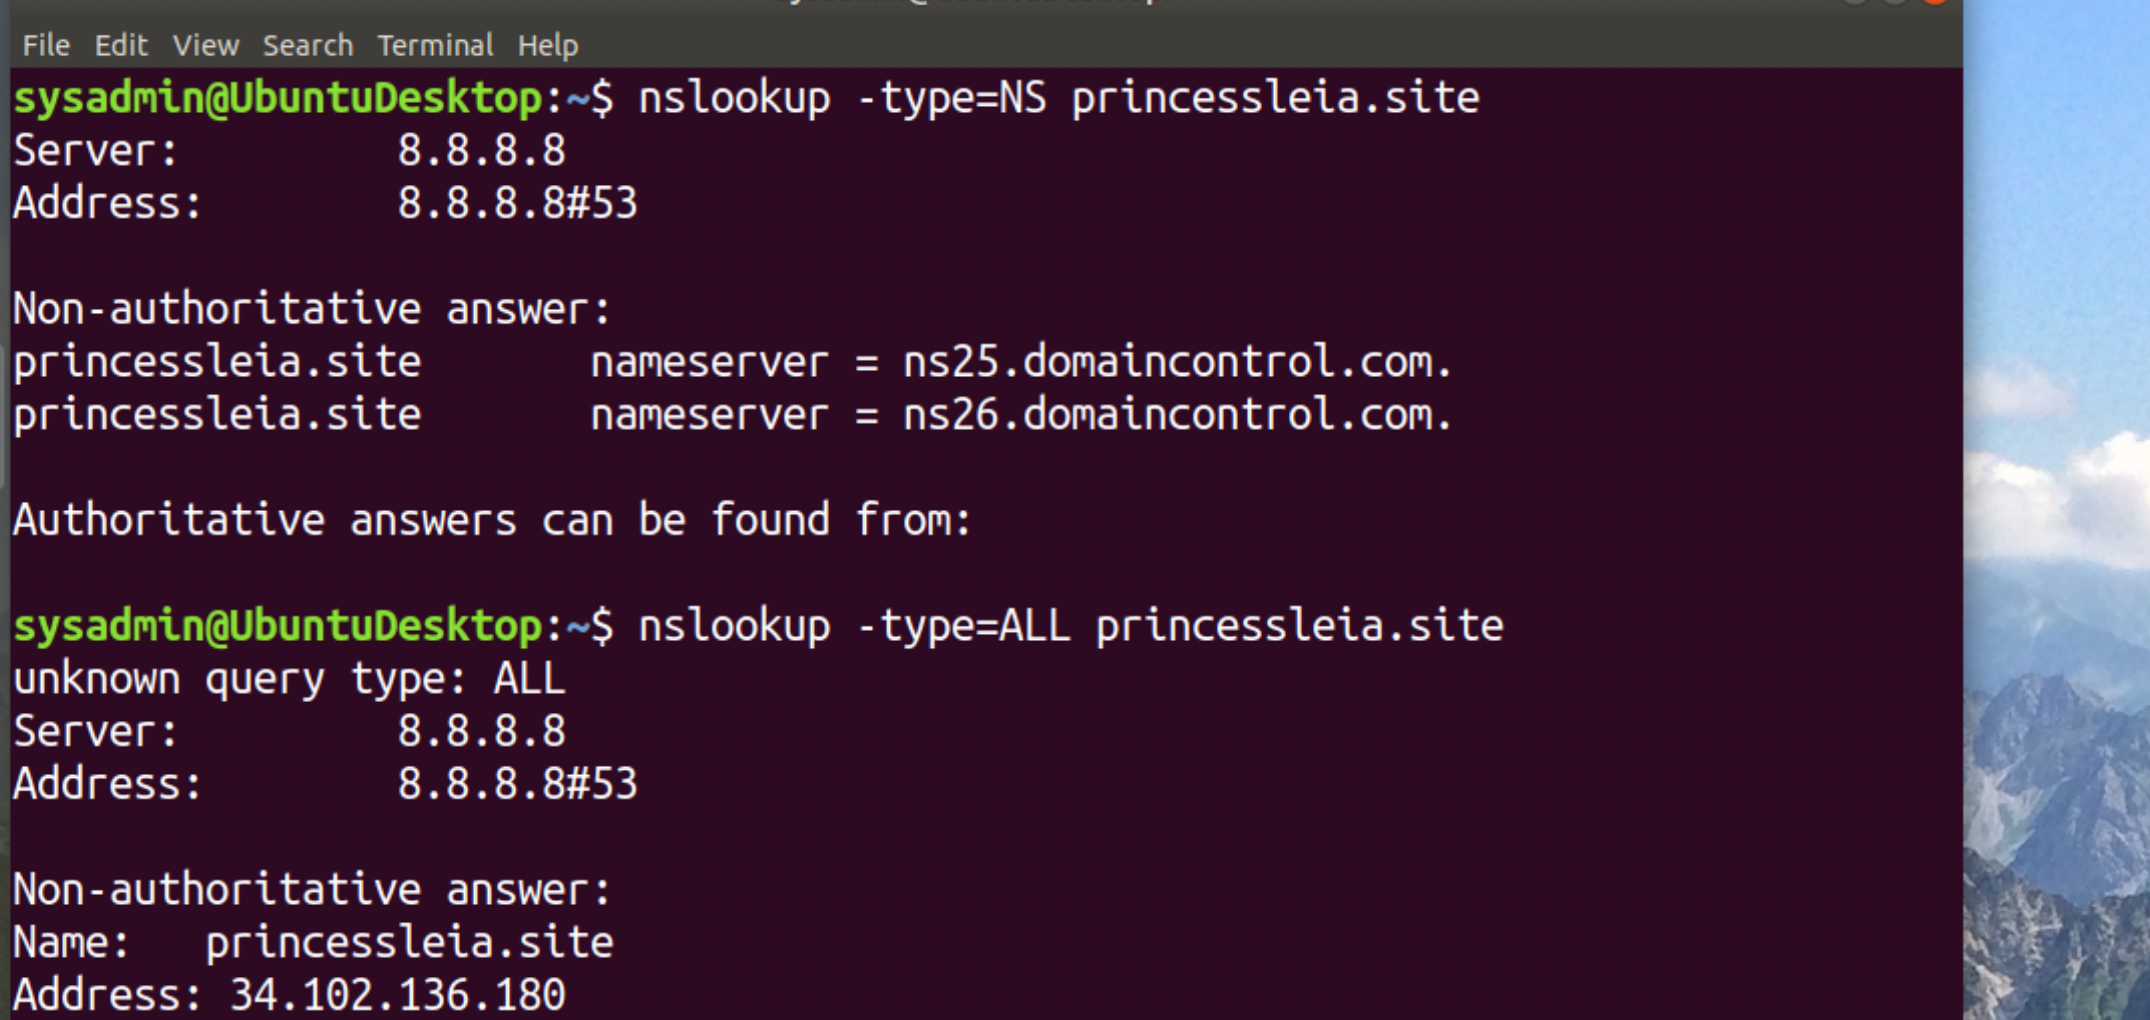 File Edit View Search Terminal Help
sysadmin@UbuntuDesktop:~$ nslookup -type=NS princessleia.site
Server:		8.8.8.8
Address:	8.8.8.8#53
Non-authoritative answer:
princessleia.site	nameserver = ns25.domaincontrol.com.
princessleia.site	nameserver = ns26.domaincontrol.com.
Authoritative answers can be found from:
sysadmin@UbuntuDesktop:~$ nslookup -type=ALL princessleia.site
unknown query type: ALL
Server:		8.8.8.8
Address:	8.8.8.8#53
Non-authoritative answer:
Name:	princessleia.site
Address: 34.102.136.180